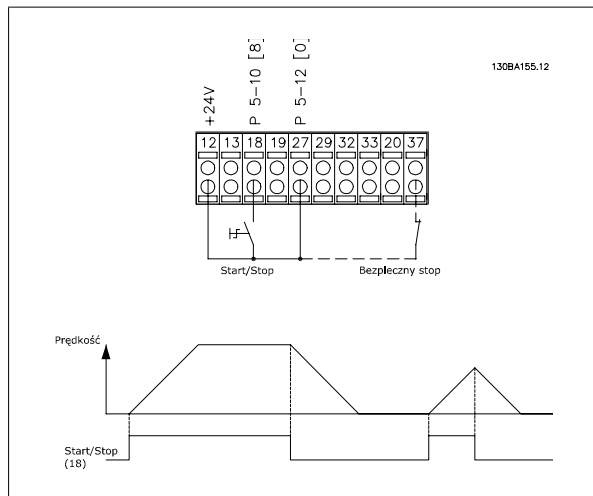 130BA155.12
+24V
P 5-10 [8]
P 5-12 [0]
12 13 18 19 27 29 32 33 20 37
Start/Stop
Bezpieczny stop
Prędkość
Start/Stop
(18)